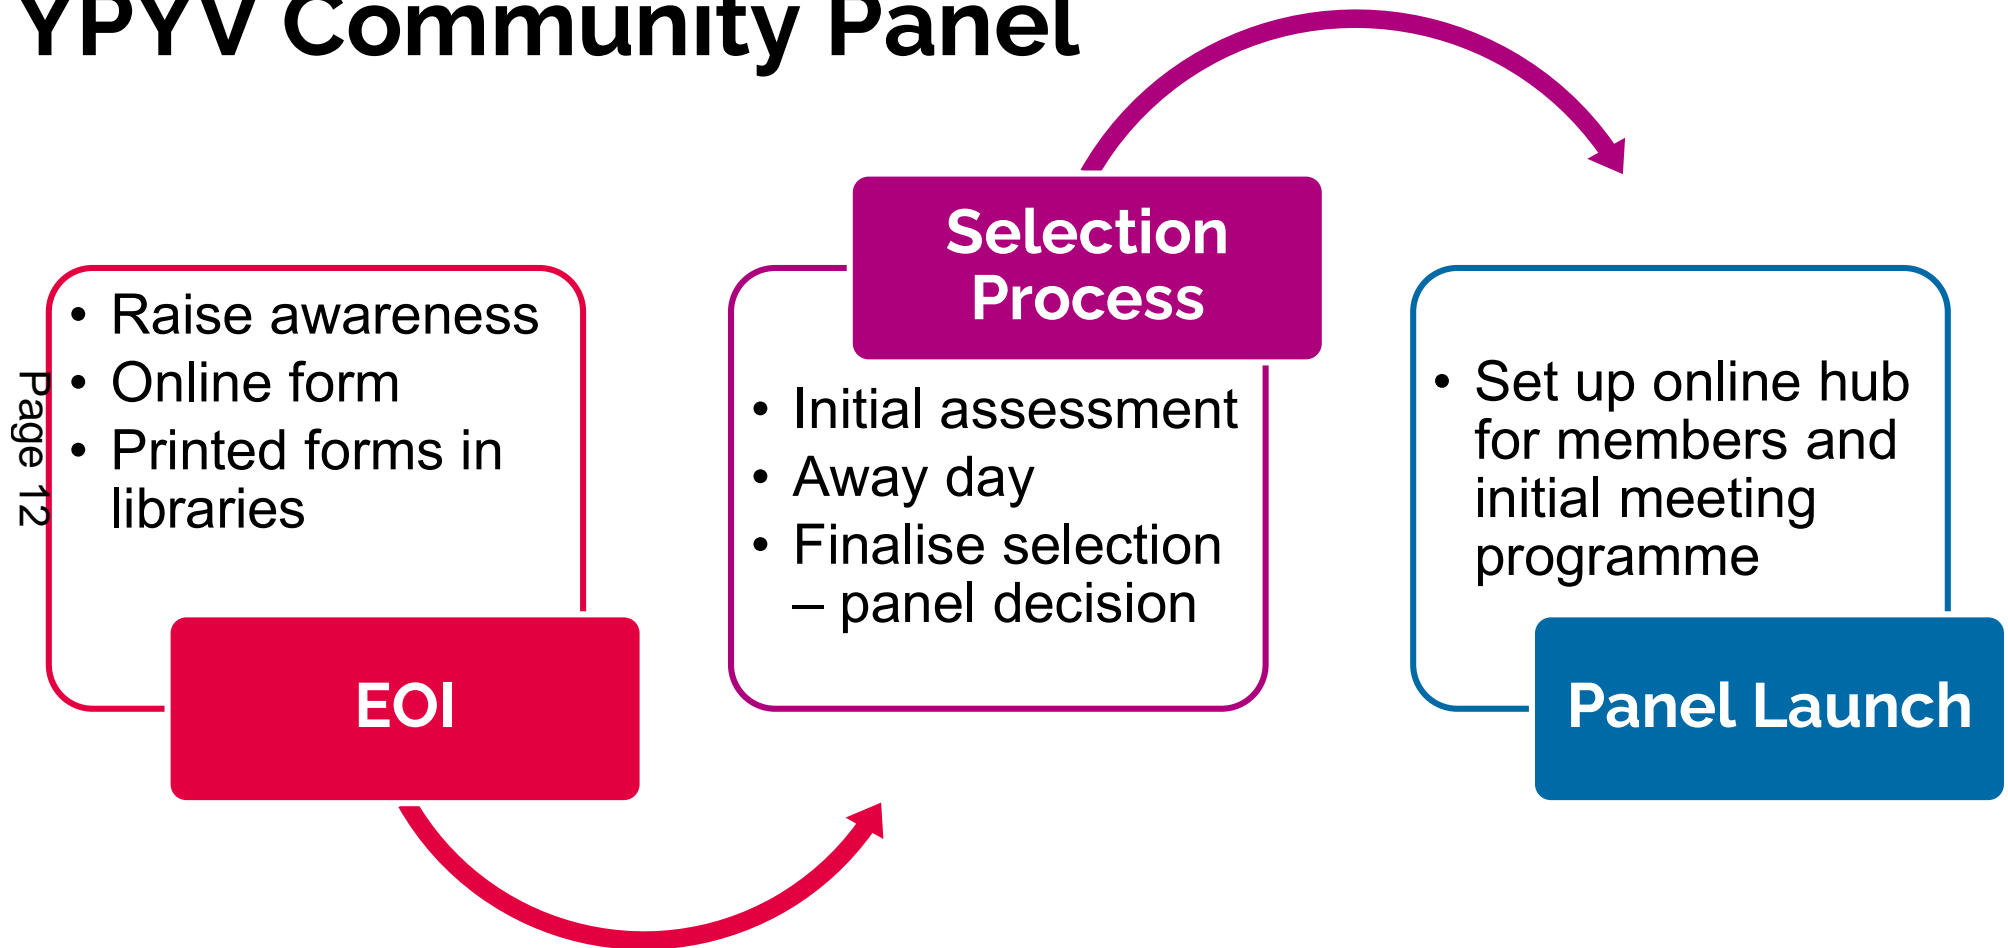 YPYV Community Panel
• Raise awareness
• Online form
• Printed forms in
libraries
EOI
Selection
Process
• Initial assessment
• Away day
• Finalise selection
– panel decision
• Set up online hub
for members and
initial meeting
programme
Panel Launch
Page 12